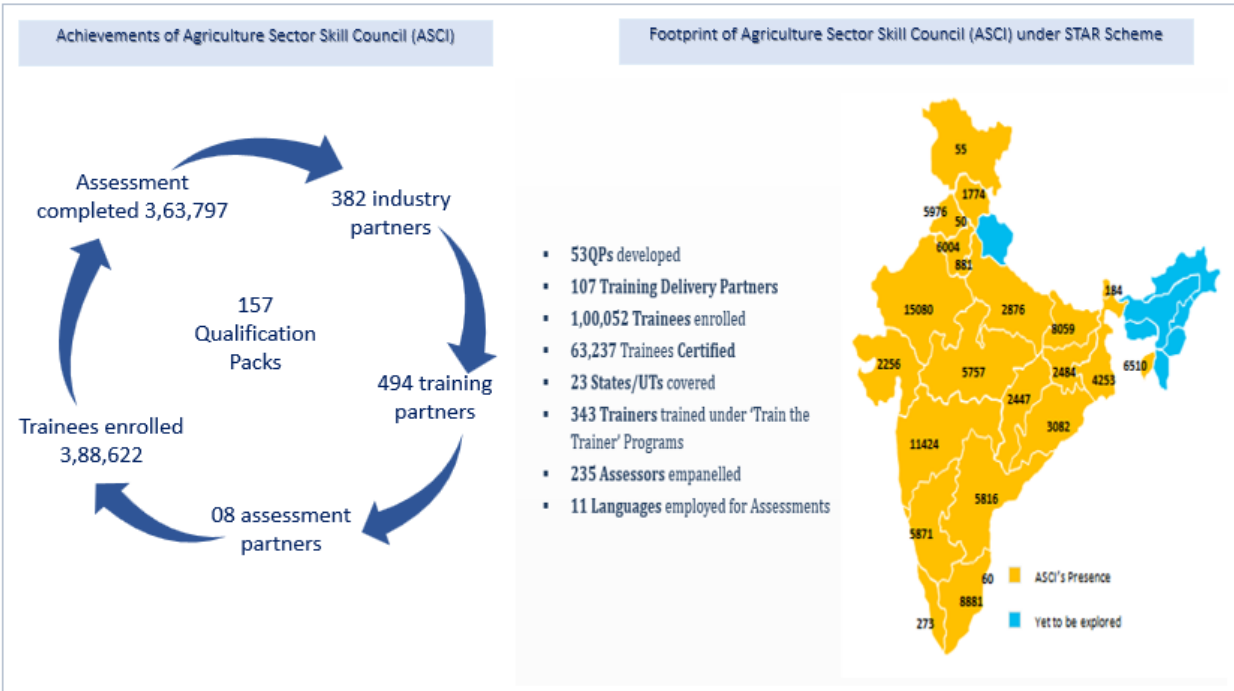 Achievements of Agriculture Sector Skill Council (ASCI)
Footprint of Agriculture Sector Skill Council (ASCI) under STAR Scheme
Assessment
completed 3,63,797
382 industry
partners
157
Qualification
Packs
494 training
partners
Trainees enrolled
3,88,622
08 assessment
partners
▪ 53QPs developed
▪ 107 Training Delivery Partners
▪ 1,00,052 Trainees enrolled
▪ 63,237 Trainees Certified
▪ 23 States/UTs covered
▪ 343 Trainers trained under 'Train the
Trainer' Programs
▪ 235 Assessors empanelled
▪ 11 Languages employed for Assessments
55
1774
5976
50
6004
881
184
15080
2876
8059
2256
5757
2484
4253
6510
2447
3082
11424
5816
5871
60
8881
273
ASCI's Presence
Yet to be explored